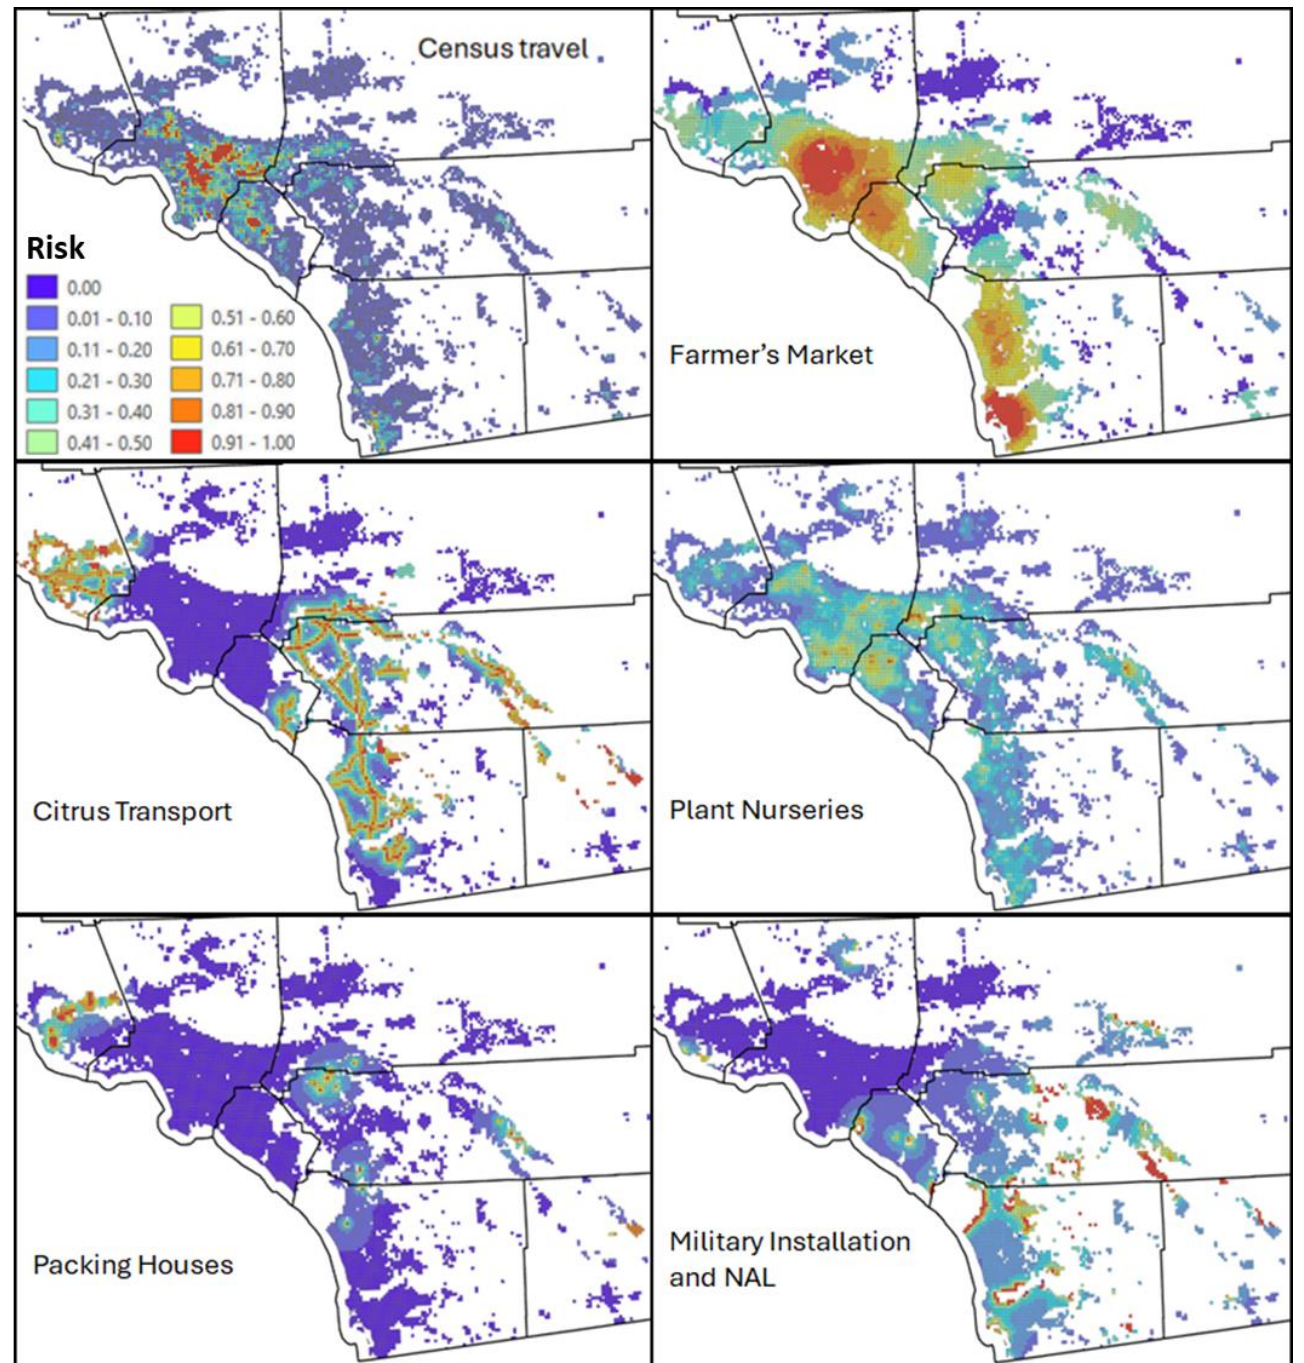 Census travel
Risk
0.00
0.01 - 0.10
0.11 - 0.20
0.21 - 0.30
0.31 - 0.40
0.41 - 0.50
0.51 - 0.60
0.61 - 0.70
0.71 - 0.80
0.81 - 0.90
0.91 - 1.00
Farmer’s Market
Citrus Transport
Plant Nurseries
Packing Houses
Military Installation
and NAL